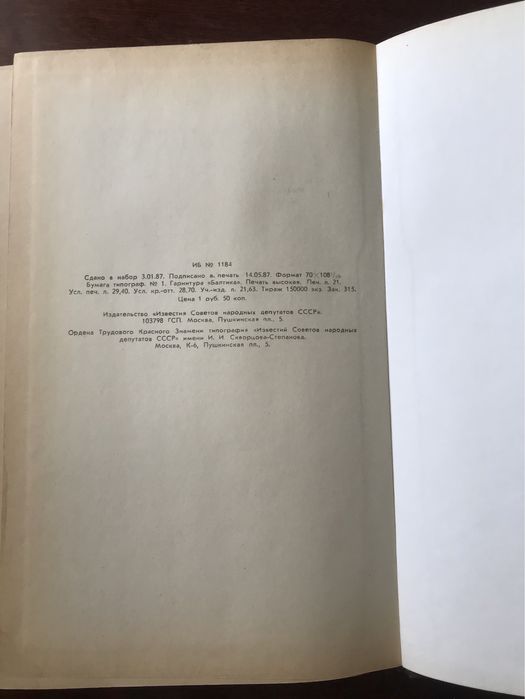 ИБ № 1184
Сдано в набор 3.01.87. Подписано в печать 14.05.87. Формат 70×108¹/₁₆
Бумага типограф. № 1. Гарнитура «Балтика». Печать высокая. Печ. л. 21.
Усл. печ. л. 29,40. Усл. кр.-отт. 28,70. Уч.-изд. л. 21,63. Тираж 150000 экз. Зак. 315.
Цена 1 руб. 50 коп.
Издательство «Известия Советов народных депутатов СССР».
103798 ГСП. Москва, Пушкинская пл., 5.
Ордена Трудового Красного Знамени типография «Известий Советов народных
депутатов СССР» имени И. И. Скворцова-Степанова.
Москва, К-6, Пушкинская пл., 5.